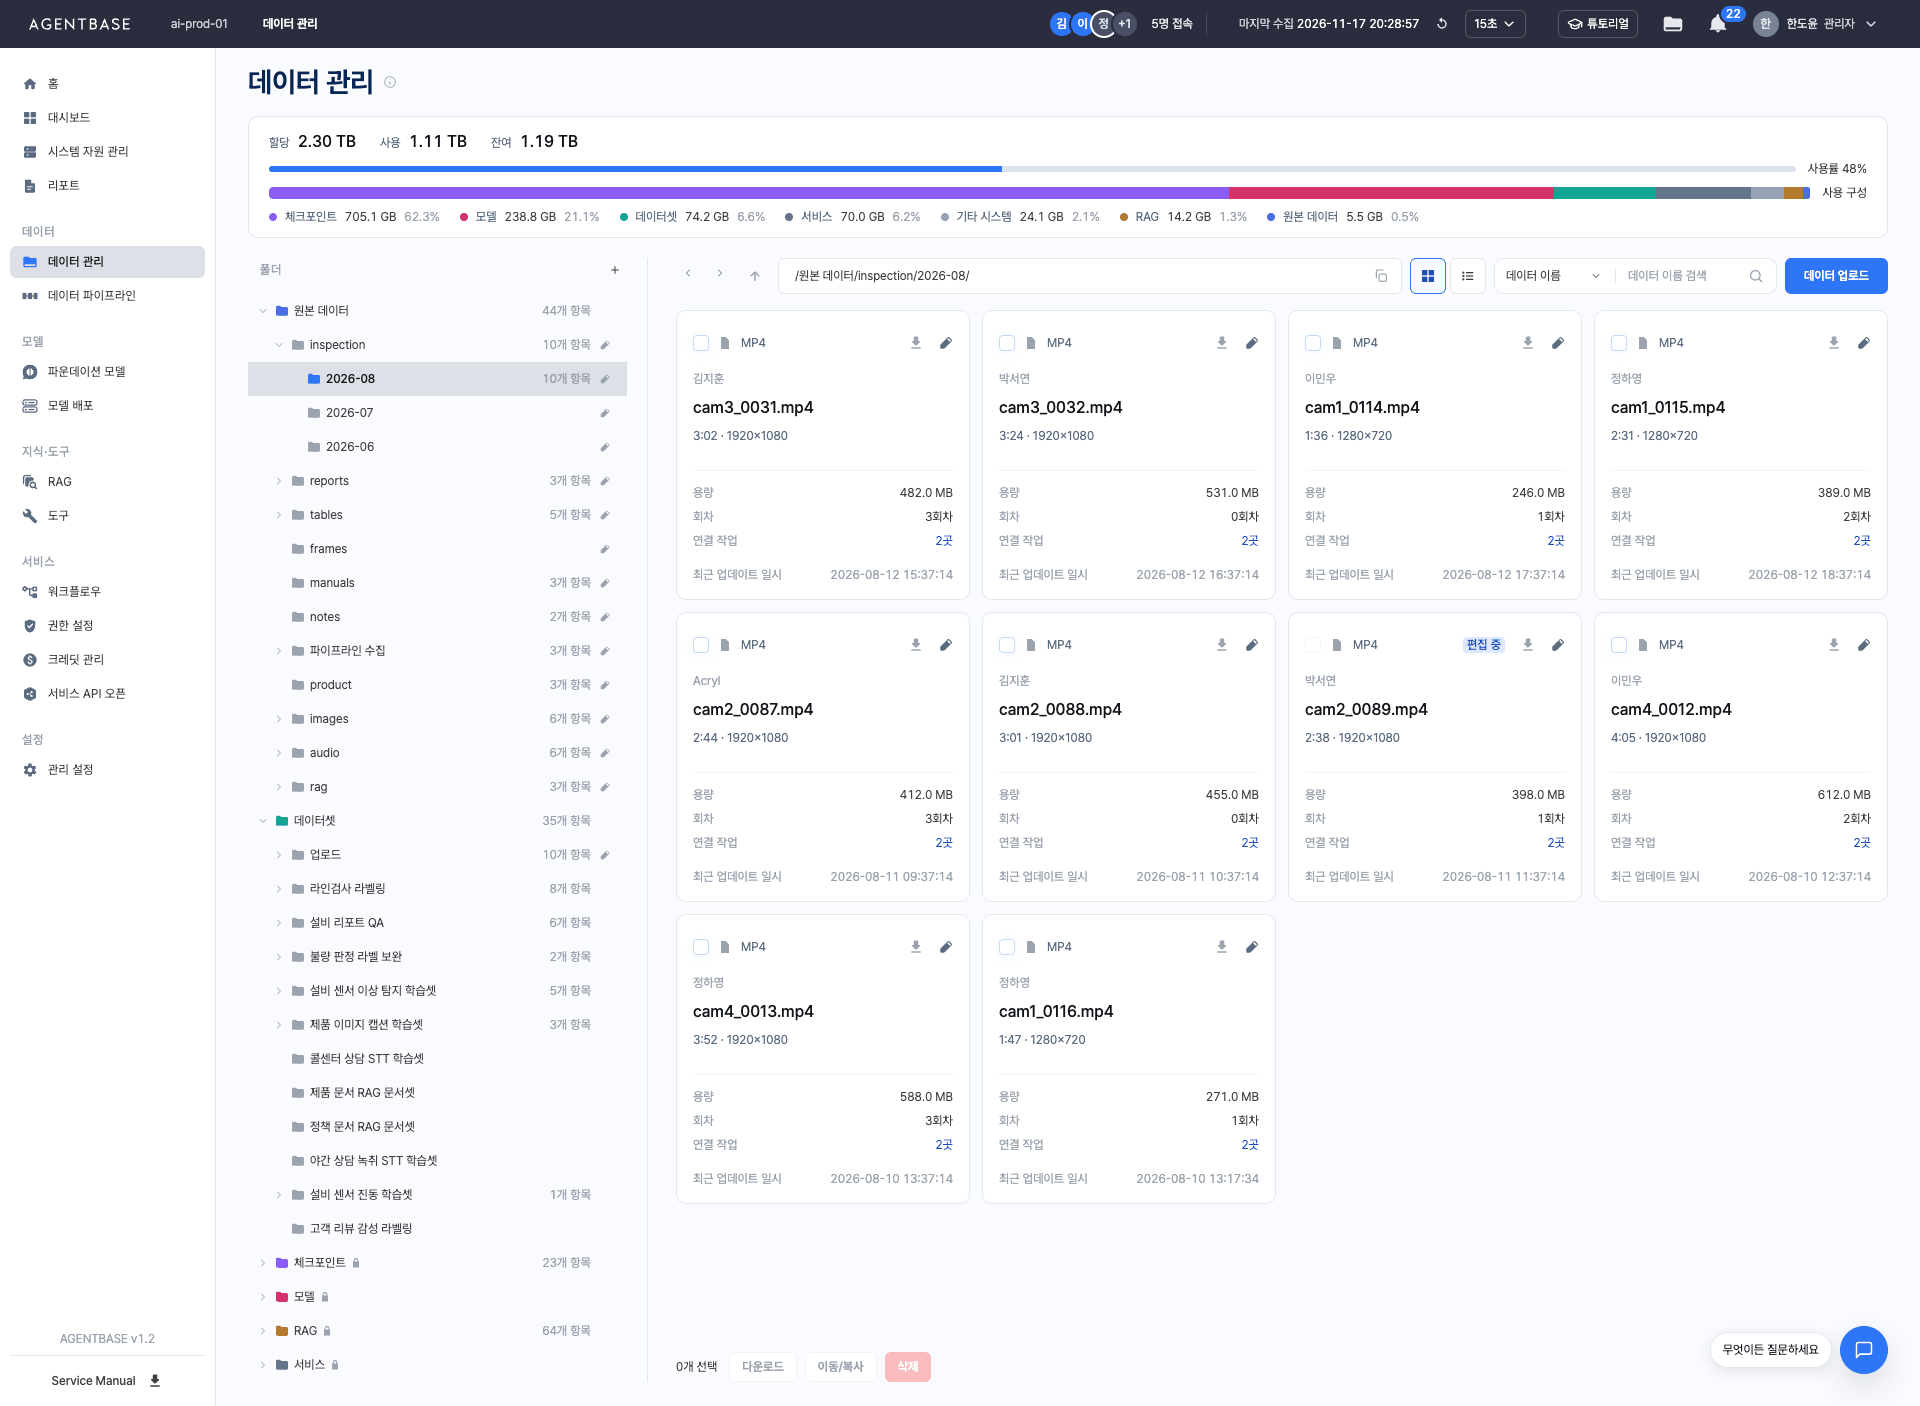 AGENTBASE ai-prod-01 데이터 관리 김 이 정 +1 5명 접속 마지막 수집 2026-11-17 20:28:57 15초 튜토리얼 22 한 한도윤 관리자
홈
대시보드
시스템 자원 관리
리포트
데이터
데이터 관리
데이터 파이프라인
모델
파운데이션 모델
모델 배포
지식·도구
RAG
도구
서비스
워크플로우
권한 설정
크레딧 관리
서비스 API 오픈
설정
관리 설정
AGENTBASE v1.2
Service Manual
데이터 관리
할당 2.30 TB 사용 1.11 TB 잔여 1.19 TB
사용률 48%
사용 구성
체크포인트 705.1 GB 62.3% 모델 238.8 GB 21.1% 데이터셋 74.2 GB 6.6% 서비스 70.0 GB 6.2% 기타 시스템 24.1 GB 2.1% RAG 14.2 GB 1.3% 원본 데이터 5.5 GB 0.5%
폴더
원본 데이터 44개 항목
inspection 10개 항목
2026-08 10개 항목
2026-07
2026-06
reports 3개 항목
tables 5개 항목
frames
manuals 3개 항목
notes 2개 항목
파이프라인 수집 3개 항목
product 3개 항목
images 6개 항목
audio 6개 항목
rag 3개 항목
데이터셋 35개 항목
업로드 10개 항목
라인검사 라벨링 8개 항목
설비 리포트 QA 6개 항목
불량 판정 라벨 보완 2개 항목
설비 센서 이상 탐지 학습셋 5개 항목
제품 이미지 캡션 학습셋 3개 항목
콜센터 상담 STT 학습셋
제품 문서 RAG 문서셋
정책 문서 RAG 문서셋
야간 상담 녹취 STT 학습셋
설비 센서 진동 학습셋 1개 항목
고객 리뷰 감성 라벨링
체크포인트 23개 항목
모델
RAG 64개 항목
서비스
/원본 데이터/inspection/2026-08/ 데이터 이름 데이터 이름 검색 데이터 업로드
MP4
김지훈
cam3_0031.mp4
3:02 · 1920×1080
용량 482.0 MB
회차 3회차
연결 작업 2곳
최근 업데이트 일시 2026-08-12 15:37:14
MP4
박서연
cam3_0032.mp4
3:24 · 1920×1080
용량 531.0 MB
회차 0회차
연결 작업 2곳
최근 업데이트 일시 2026-08-12 16:37:14
MP4
이민우
cam1_0114.mp4
1:36 · 1280×720
용량 246.0 MB
회차 1회차
연결 작업 2곳
최근 업데이트 일시 2026-08-12 17:37:14
MP4
정하영
cam1_0115.mp4
2:31 · 1280×720
용량 389.0 MB
회차 2회차
연결 작업 2곳
최근 업데이트 일시 2026-08-12 18:37:14
MP4
Acryl
cam2_0087.mp4
2:44 · 1920×1080
용량 412.0 MB
회차 3회차
연결 작업 2곳
최근 업데이트 일시 2026-08-11 09:37:14
MP4
김지훈
cam2_0088.mp4
3:01 · 1920×1080
용량 455.0 MB
회차 0회차
연결 작업 2곳
최근 업데이트 일시 2026-08-11 10:37:14
MP4 편집 중
박서연
cam2_0089.mp4
2:38 · 1920×1080
용량 398.0 MB
회차 1회차
연결 작업 2곳
최근 업데이트 일시 2026-08-11 11:37:14
MP4
이민우
cam4_0012.mp4
4:05 · 1920×1080
용량 612.0 MB
회차 2회차
연결 작업 2곳
최근 업데이트 일시 2026-08-10 12:37:14
MP4
정하영
cam4_0013.mp4
3:52 · 1920×1080
용량 588.0 MB
회차 3회차
연결 작업 2곳
최근 업데이트 일시 2026-08-10 13:37:14
MP4
정하영
cam1_0116.mp4
1:47 · 1280×720
용량 271.0 MB
회차 1회차
연결 작업 2곳
최근 업데이트 일시 2026-08-10 13:17:34
0개 선택 다운로드 이동/복사 삭제
무엇이든 질문하세요